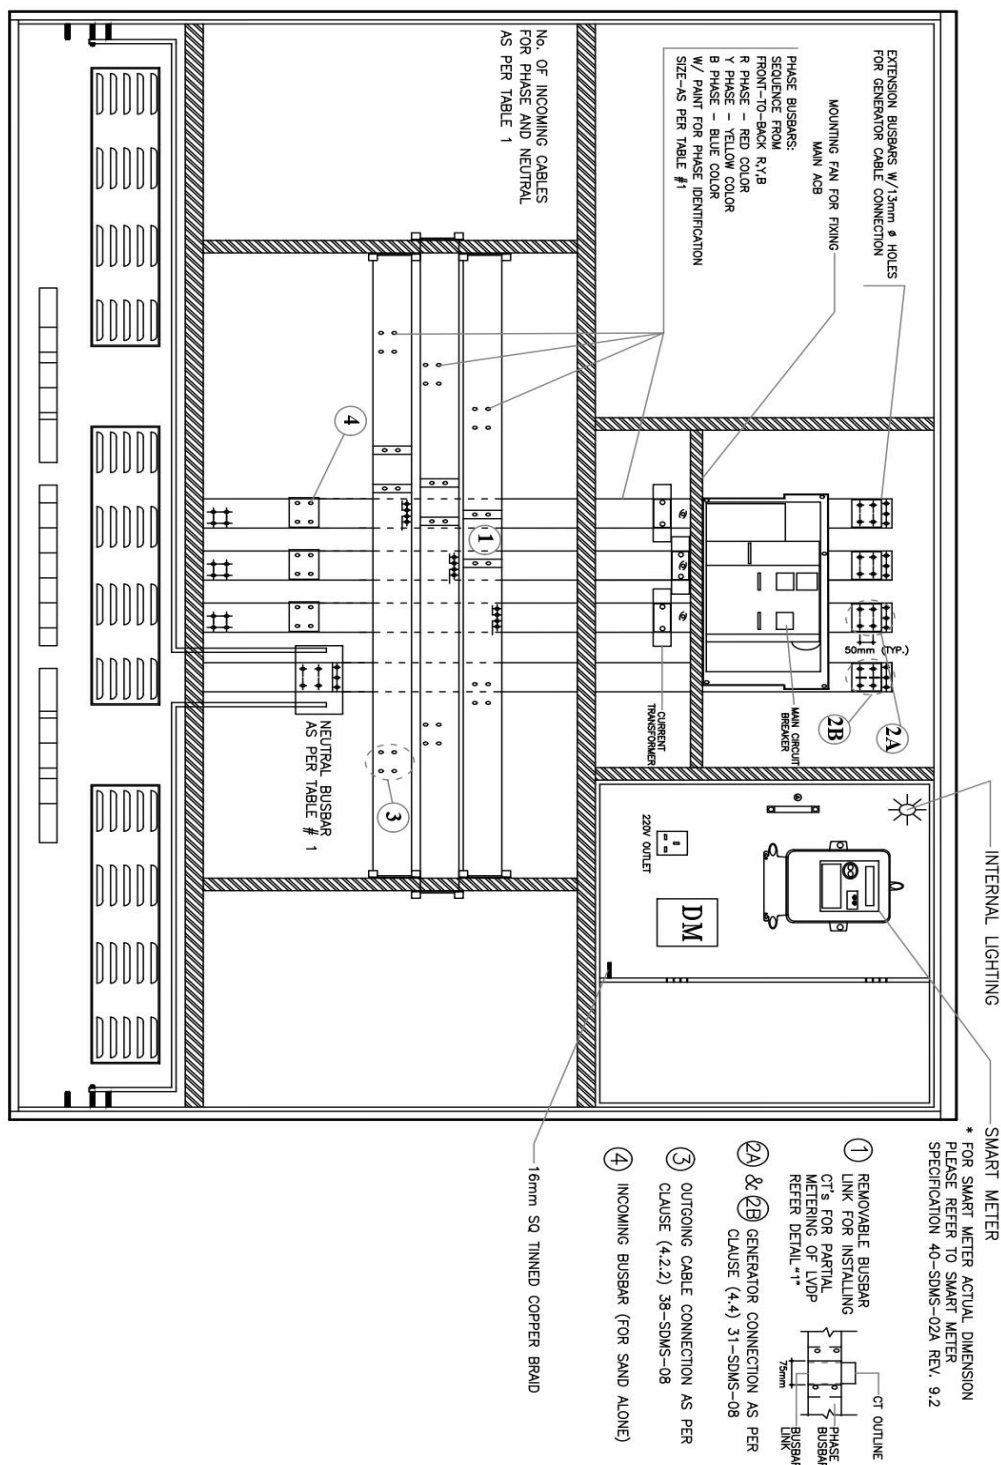 INTERNAL LIGHTING
SMART METER
* FOR SMART METER ACTUAL DIMENSION
PLEASE REFER TO SMART METER
SPECIFICATION 40-SDMS-02A REV. 9.2
EXTENSION BUSBARS W/13mm ø HOLES
FOR GENERATOR CABLE CONNECTION
MOUNTING FAN FOR FIXING
MAIN ACB
PHASE BUSBARS:
SEQUENCE FROM
FRONT-TO-BACK R,Y,B
R PHASE - RED COLOR
Y PHASE - YELLOW COLOR
B PHASE - BLUE COLOR
W/ PAINT FOR PHASE IDENTIFICATION
SIZE-AS PER TABLE #1
No. OF INCOMING CABLES
FOR PHASE AND NEUTRAL
AS PER TABLE 1
50mm (TYP.)
2A
2B
MAIN CIRCUIT
BREAKER
CURRENT
TRANSFORMER
220V OUTLET
DM
1
3
4
NEUTRAL BUSBAR
AS PER TABLE # 1
1 REMOVABLE BUSBAR
LINK FOR INSTALLING
CT's FOR PARTIAL
METERING OF LVDP
REFER DETAIL"1"
CT OUTLINE
PHASE
BUSBAR
BUSBAR
LINK
75mm
2A & 2B GENERATOR CONNECTION AS PER
CLAUSE (4.4) 31-SDMS-08
3 OUTGOING CABLE CONNECTION AS PER
CLAUSE (4.2.2) 38-SDMS-08
4 INCOMING BUSBAR (FOR SAND ALONE)
16mm SQ TINNED COPPER BRAID